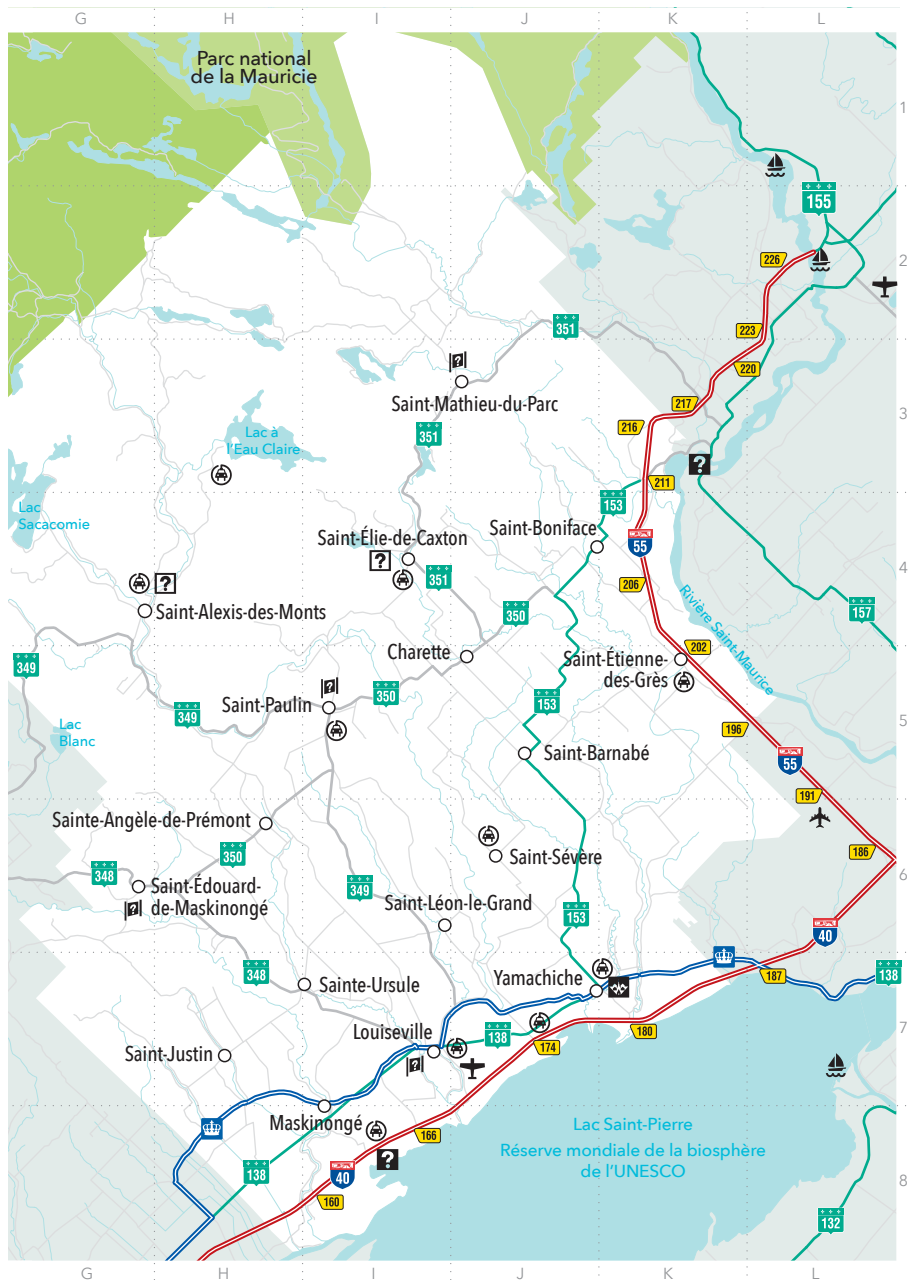 G H I J K L
Parc national
de la Mauricie
1
155
2
226
223
351
220
Saint-Mathieu-du-Parc
217
3
216
351
Lac à
l'Eau Claire
211
153
Lac
Sacacomie
Saint-Boniface
Saint-Élie-de-Caxton
55
4
351
206
Saint-Alexis-des-Monts
350
157
Rivière Saint-Maurice
202
Charette
Saint-Étienne-
des-Grès
349
350
Saint-Paulin
153
349
5
196
Lac
Blanc
Saint-Barnabé
55
191
Sainte-Angèle-de-Prémont
350
Saint-Sévère
186
348
6
Saint-Édouard-
de-Maskinongé
349
Saint-Léon-le-Grand
153
40
348
Yamachiche
187
138
Sainte-Ursule
Louiseville
138
180
7
174
Saint-Justin
Maskinongé
166
Lac Saint-Pierre
Réserve mondiale de la biosphère
de l'UNESCO
138
40
8
160
132
G H I J K L